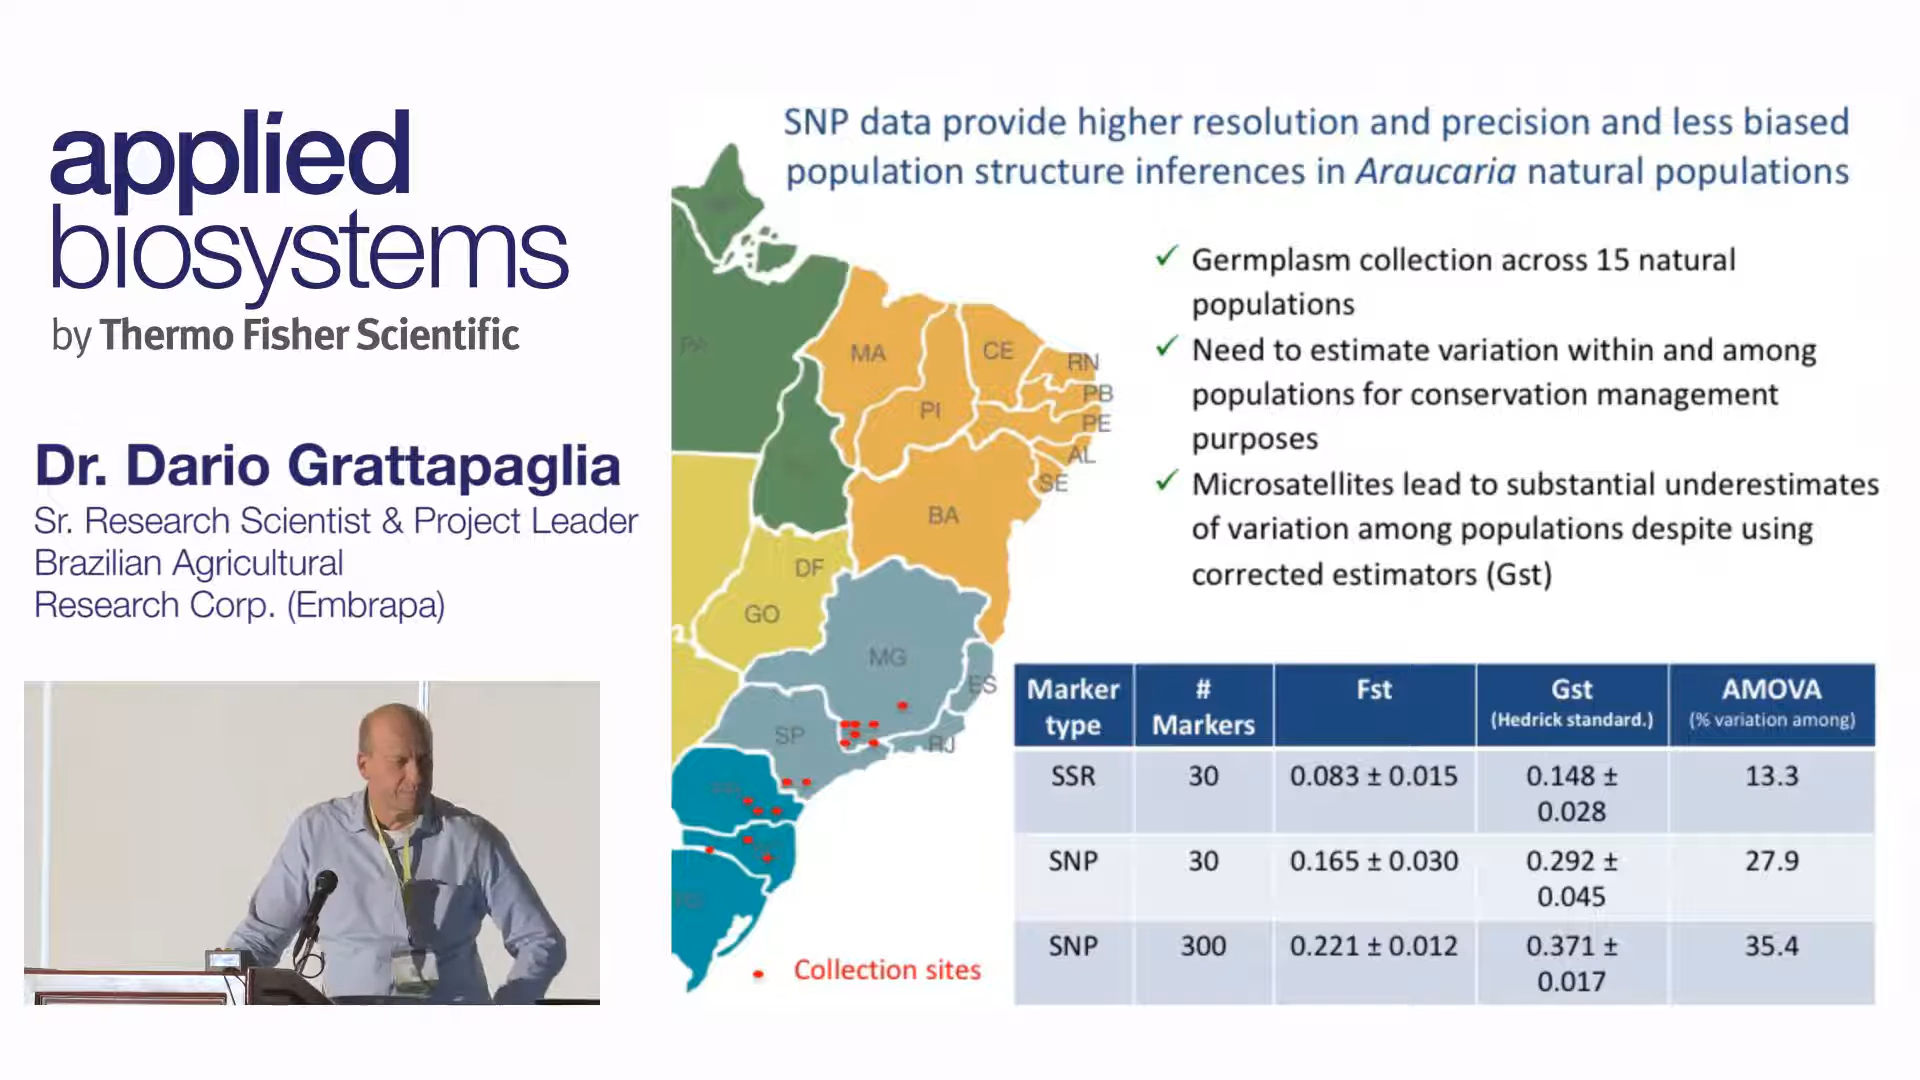 applied
biosystems
by Thermo Fisher Scientific
Dr. Dario Grattapaglia
Sr. Research Scientist & Project Leader
Brazilian Agricultural
Research Corp. (Embrapa)
SNP data provide higher resolution and precision and less biased
population structure inferences in Araucaria natural populations
✓ Germplasm collection across 15 natural
populations
✓ Need to estimate variation within and among
populations for conservation management
purposes
✓ Microsatellites lead to substantial underestimates
of variation among populations despite using
corrected estimators (Gst)
PA
MA
CE
RN
PB
PI
PE
AL
SE
BA
DF
GO
MG
ES
SP
RJ
Collection sites
Marker type # Markers Fst Gst (Hedrick standard.) AMOVA (% variation among)
SSR 30 0.083 ± 0.015 0.148 ± 0.028 13.3
SNP 30 0.165 ± 0.030 0.292 ± 0.045 27.9
SNP 300 0.221 ± 0.012 0.371 ± 0.017 35.4